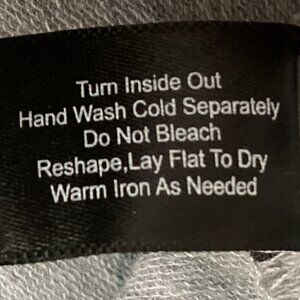 Turn Inside Out
Hand Wash Cold Separately
Do Not Bleach
Reshape,Lay Flat To Dry
Warm Iron As Needed